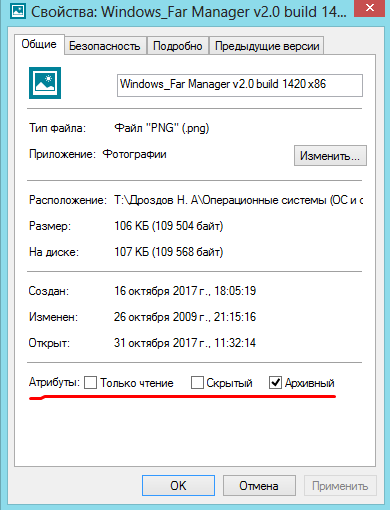 Свойства: Windows_Far Manager v2.0 build 14...
Общие Безопасность Подробно Предыдущие версии
Windows_Far Manager v2.0 build 1420 x86
Тип файла: Файл "PNG" (.png)
Приложение: Фотографии Изменить...
Расположение: T:\Дроздов Н. А\Операционные системы (ОС и с
Размер: 106 КБ (109 504 байт)
На диске: 107 КБ (109 568 байт)
Создан: 16 октября 2017 г., 18:05:19
Изменен: 26 октября 2009 г., 21:15:16
Открыт: 31 октября 2017 г., 11:32:14
Атрибуты: Только чтение Скрытый Архивный
OK Отмена Применить